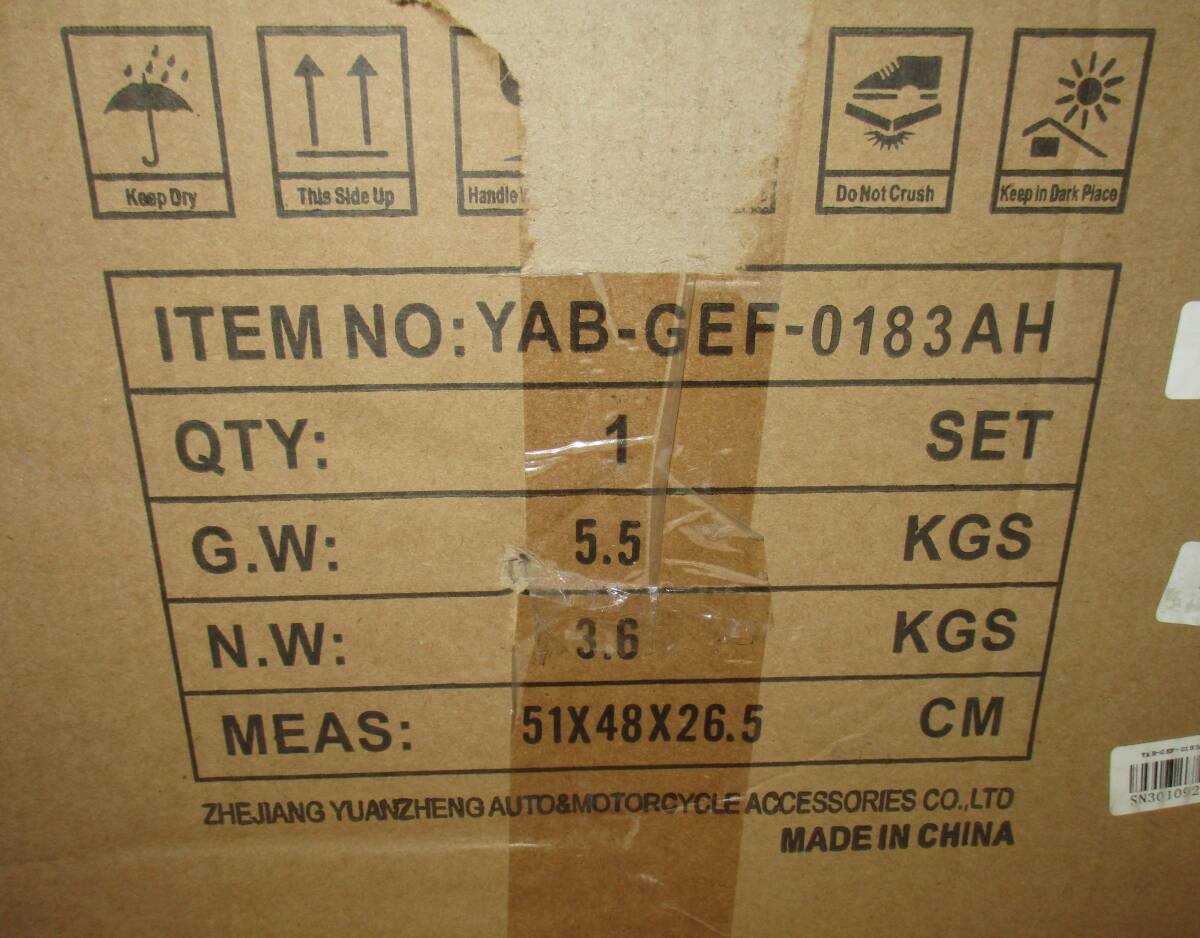 Keep Dry
This Side Up
Handle
Do Not Crush
Keep In Dark Place
ITEM NO: YAB-GEF-0183AH
QTY: 1 SET
G.W: 5.5 KGS
N.W: 3.6 KGS
MEAS: 51X48X26.5 CM
ZHEJIANG YUANZHENG AUTO&MOTORCYCLE ACCESSORIES CO.,LTD
MADE IN CHINA
SN301092